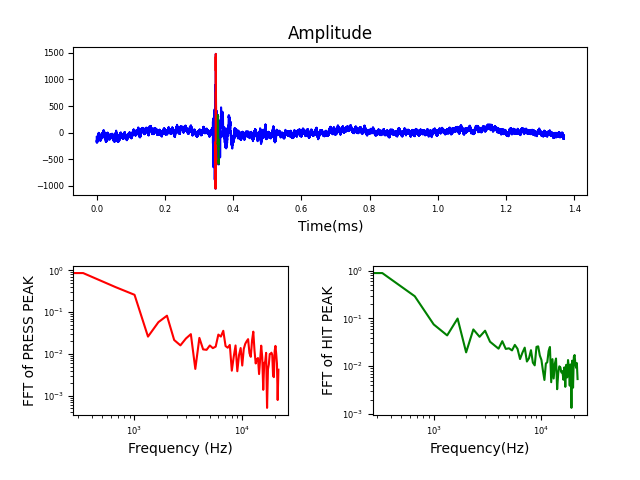 Amplitude
1500
1000
500
0
−500
−1000
0.0 0.2 0.4 0.6 0.8 1.0 1.2 1.4
Time(ms)
FFT of PRESS PEAK
10⁰
10⁻¹
10⁻²
10⁻³
10³ 10⁴
Frequency (Hz)
FFT of HIT PEAK
10⁰
10⁻¹
10⁻²
10⁻³
10³ 10⁴
Frequency(Hz)